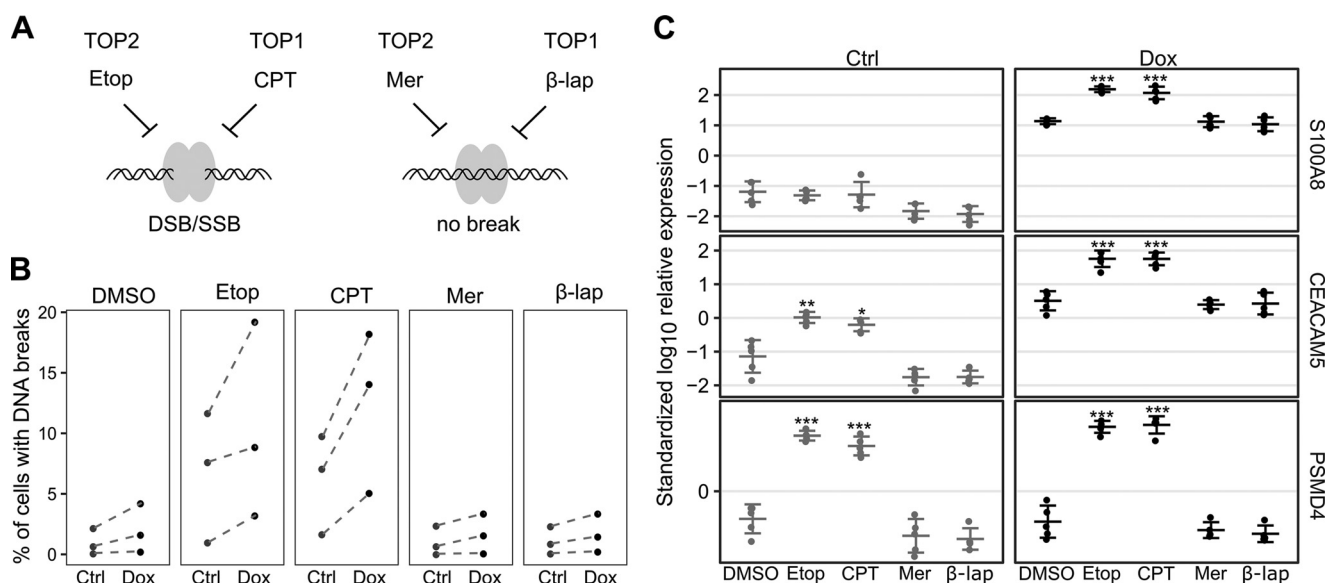 A
TOP2 TOP1 TOP2 TOP1
Etop CPT Mer β-lap
DSB/SSB no break
B
DMSO Etop CPT Mer β-lap
% of cells with DNA breaks
20
15
10
5
0
Ctrl Dox Ctrl Dox Ctrl Dox Ctrl Dox Ctrl Dox
C
Ctrl Dox
Standardized log10 relative expression
2
1
0
−1
−2
*** ***
S100A8
2
1
0
−1
−2
** * *** ***
CEACAM5
0
*** *** *** ***
PSMD4
DMSO Etop CPT Mer β-lap DMSO Etop CPT Mer β-lap